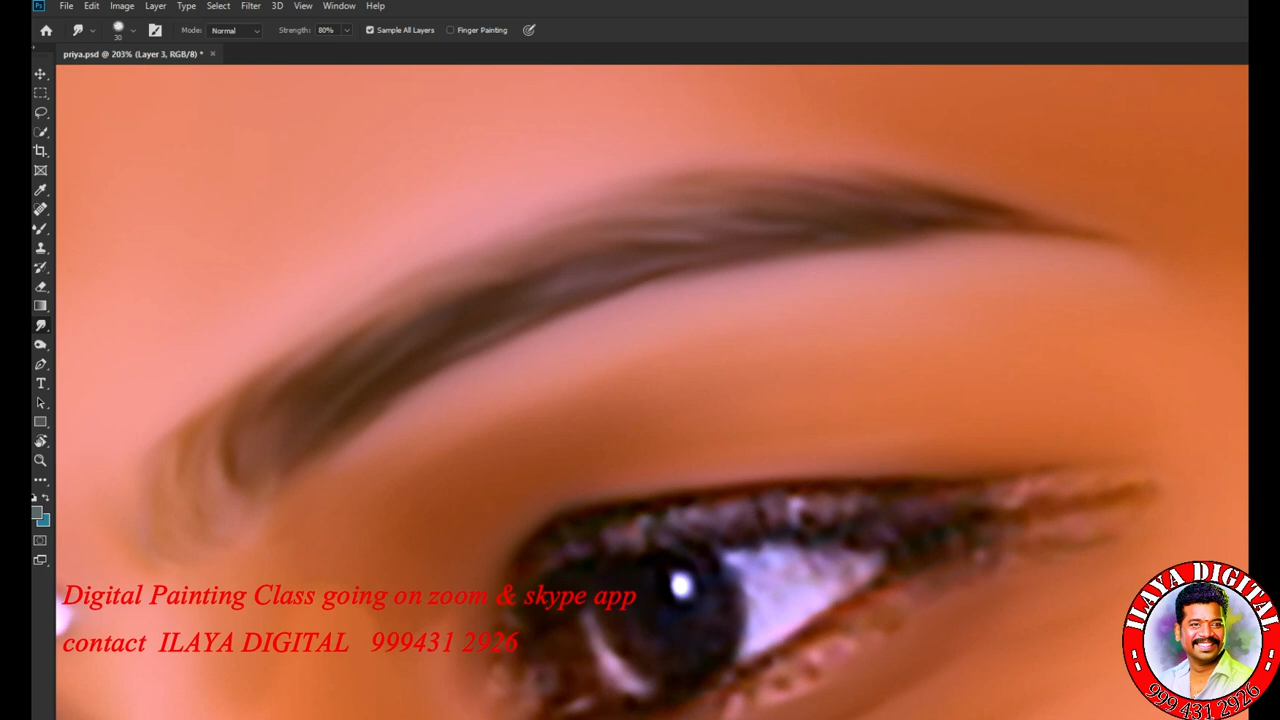 Ps File Edit Image Layer Type Select Filter 3D View Window Help
30 Mode: Normal Strength: 80% Sample All Layers Finger Painting
priya.psd @ 203% (Layer 3, RGB/8) * ×
Digital Painting Class going on zoom & skype app
contact ILAYA DIGITAL 999431 2926
ILAYA DIGITAL
999 431 2926